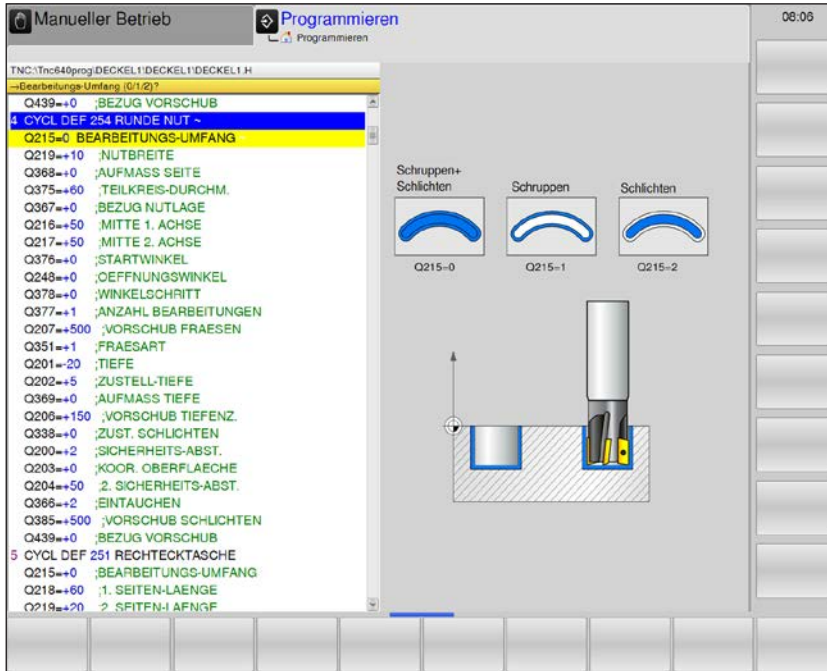 Manueller Betrieb
Programmieren
Programmieren
08:06
TNC:\Tnc640prog\DECKEL1\DECKEL1\DECKEL1.H
→Bearbeitungs-Umfang (0/1/2)?
Q439=+0 ;BEZUG VORSCHUB
4 CYCL DEF 254 RUNDE NUT ~
Q215=0 BEARBEITUNGS-UMFANG ~
Q219=+10 ;NUTBREITE
Q368=+0 ;AUFMASS SEITE
Q375=+60 ;TEILKREIS-DURCHM.
Q367=+0 ;BEZUG NUTLAGE
Q216=+50 ;MITTE 1. ACHSE
Q217=+50 ;MITTE 2. ACHSE
Q376=+0 ;STARTWINKEL
Q248=+0 ;OEFFNUNGSWINKEL
Q378=+0 ;WINKELSCHRITT
Q377=+1 ;ANZAHL BEARBEITUNGEN
Q207=+500 ;VORSCHUB FRAESEN
Q351=+1 ;FRAESART
Q201=-20 ;TIEFE
Q202=+5 ;ZUSTELL-TIEFE
Q369=+0 ;AUFMASS TIEFE
Q206=+150 ;VORSCHUB TIEFENZ.
Q338=+0 ;ZUST. SCHLICHTEN
Q200=+2 ;SICHERHEITS-ABST.
Q203=+0 ;KOOR. OBERFLAECHE
Q204=+50 ;2. SICHERHEITS-ABST.
Q366=+2 ;EINTAUCHEN
Q385=+500 ;VORSCHUB SCHLICHTEN
Q439=+0 ;BEZUG VORSCHUB
5 CYCL DEF 251 RECHTECKTASCHE
Q215=+0 ;BEARBEITUNGS-UMFANG
Q218=+60 ;1. SEITEN-LAENGE
Q219=+20 ;2. SEITEN-LAENGE
Schruppen+
Schlichten
Schruppen
Schlichten
Q215=0
Q215=1
Q215=2